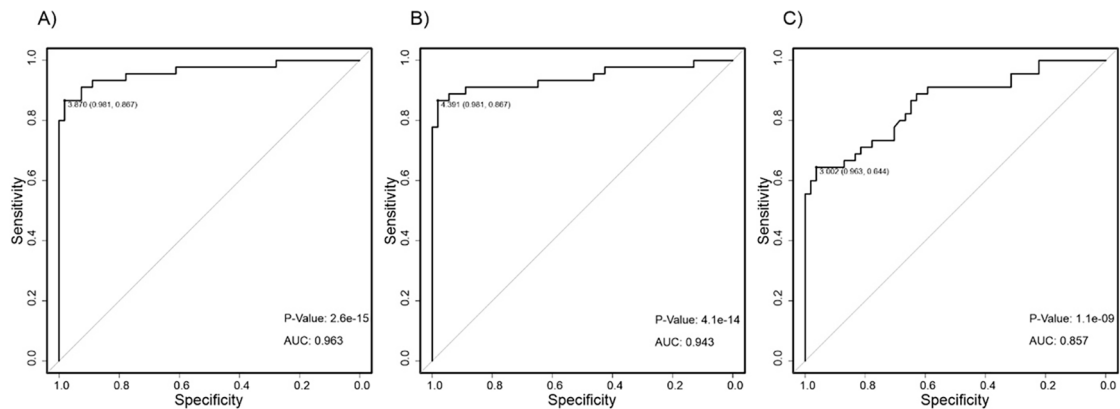 A)
1.0
0.8
0.6
0.4
0.2
0.0
Sensitivity
3.870 (0.981, 0.867)
P-Value: 2.6e-15
AUC: 0.963
1.0 0.8 0.6 0.4 0.2 0.0
Specificity
B)
1.0
0.8
0.6
0.4
0.2
0.0
Sensitivity
4.391 (0.981, 0.867)
P-Value: 4.1e-14
AUC: 0.943
1.0 0.8 0.6 0.4 0.2 0.0
Specificity
C)
1.0
0.8
0.6
0.4
0.2
0.0
Sensitivity
3.002 (0.963, 0.644)
P-Value: 1.1e-09
AUC: 0.857
1.0 0.8 0.6 0.4 0.2 0.0
Specificity